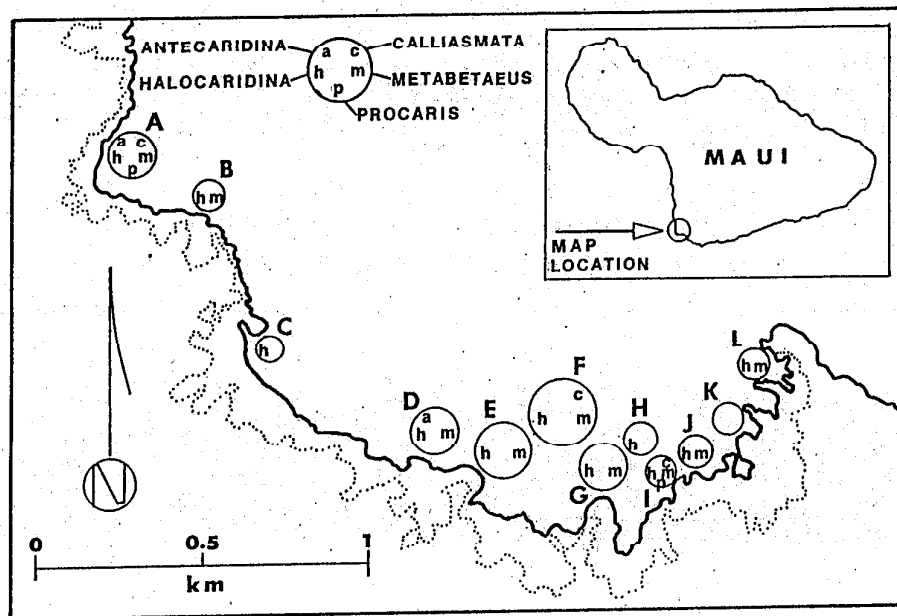 ANTECARIDINA
a c
CALLIASMATA
HALOCARIDINA
h m
METABETAEUS
p
PROCARIS
MAUI
MAP
LOCATION
A
a c
h m
p
B
h m
C
h
D
a
h m
E
h m
F
c
h m
G
h m
H
h
I
c
h m
p
J
h m
K
L
h m
N
0 0.5 1
km